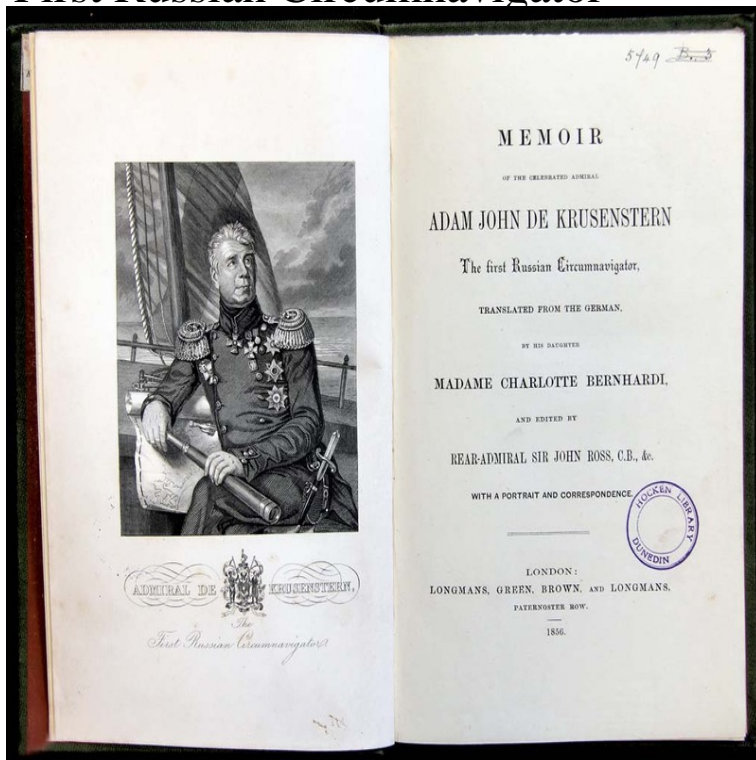 First Russian Circumnavigator
5/49 B. 5
MEMOIR
OF THE CELEBRATED ADMIRAL
ADAM JOHN DE KRUSENSTERN
The first Russian Circumnavigator,
TRANSLATED FROM THE GERMAN,
BY HIS DAUGHTER
MADAME CHARLOTTE BERNHARDI,
AND EDITED BY
REAR-ADMIRAL SIR JOHN ROSS, C.B., &c.
WITH A PORTRAIT AND CORRESPONDENCE.
HOCKEN LIBRARY
DUNEDIN
LONDON:
LONGMANS, GREEN, BROWN, AND LONGMANS,
PATERNOSTER ROW.
1856.
ADMIRAL DE KRUSENSTERN,
The
First Russian Circumnavigator.